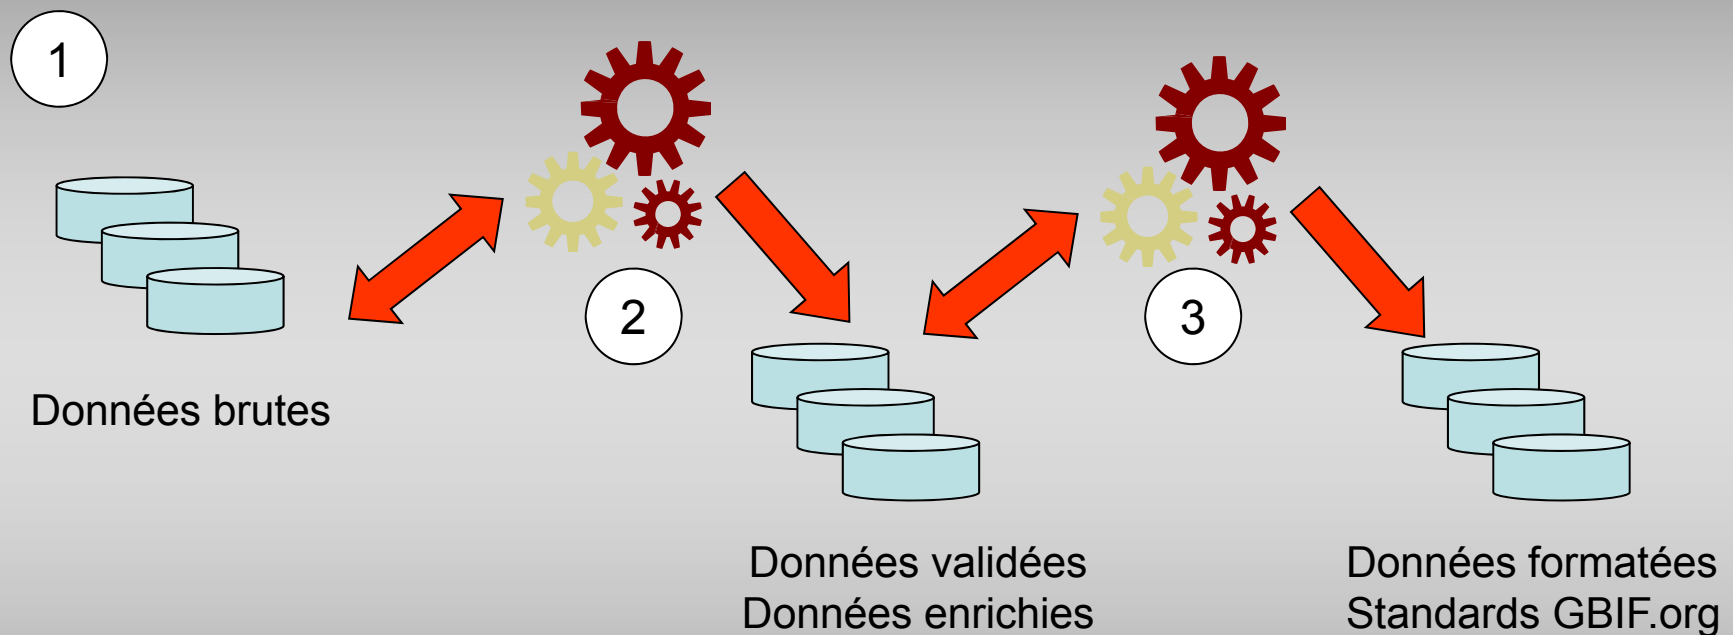 1
2
3
Données brutes
Données validées
Données enrichies
Données formatées
Standards GBIF.org